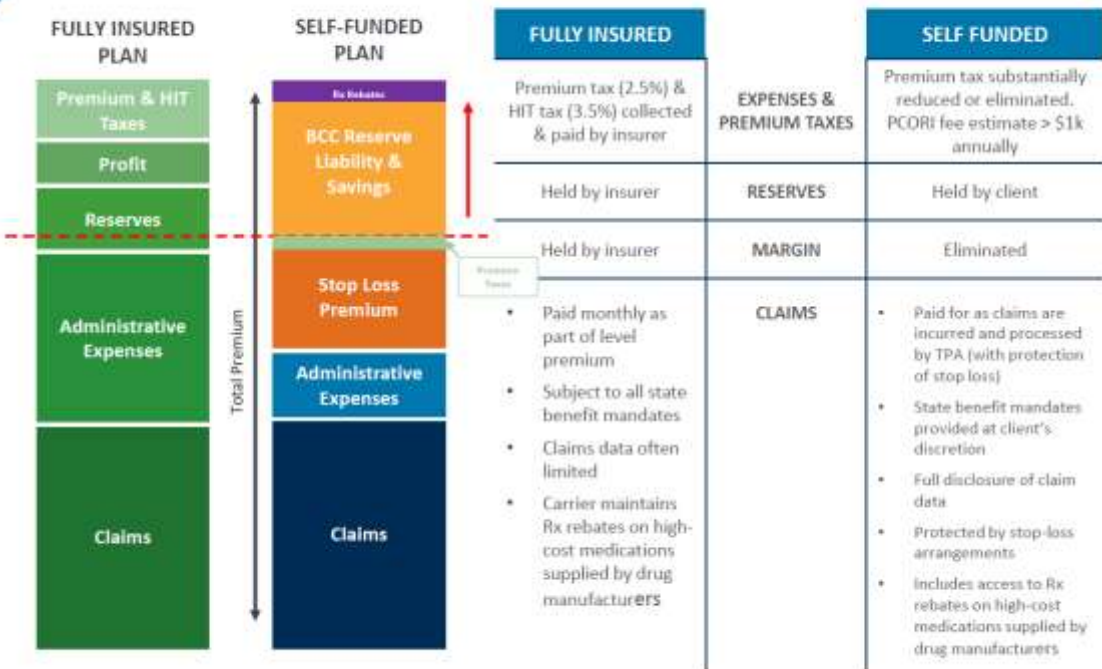 FULLY INSURED
PLAN
Premium & HIT
Taxes
Profit
Reserves
Administrative
Expenses
Claims
Total Premium
SELF-FUNDED
PLAN
Rx Rebates
BCC Reserve
Liability &
Savings
Premium
Taxes
Stop Loss
Premium
Administrative
Expenses
Claims
FULLY INSURED
SELF FUNDED
Premium tax (2.5%) &
HIT tax (3.5%) collected
& paid by insurer
EXPENSES &
PREMIUM TAXES
Premium tax substantially
reduced or eliminated.
PCORI fee estimate > $1k
annually
Held by insurer
RESERVES
Held by client
Held by insurer
MARGIN
Eliminated
• Paid monthly as
part of level
premium
• Subject to all state
benefit mandates
• Claims data often
limited
• Carrier maintains
Rx rebates on high-
cost medications
supplied by drug
manufacturers
CLAIMS
• Paid for as claims are
incurred and processed
by TPA (with protection
of stop loss)
• State benefit mandates
provided at client's
discretion
• Full disclosure of claim
data
• Protected by stop-loss
arrangements
• Includes access to Rx
rebates on high-cost
medications supplied by
drug manufacturers